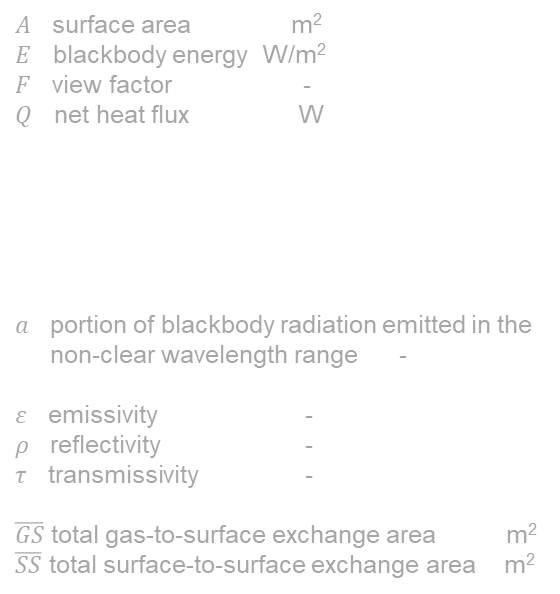 A surface area m²
E blackbody energy W/m²
F view factor -
Q net heat flux W
a portion of blackbody radiation emitted in the
non-clear wavelength range -
ε emissivity -
ρ reflectivity -
τ transmissivity -
G̅S̅ total gas-to-surface exchange area m²
S̅S̅ total surface-to-surface exchange area m²